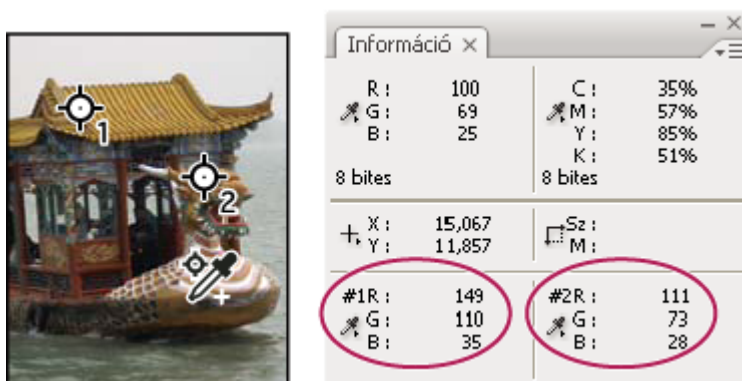 1
2
Információ ×
R: 100
G: 69
B: 25
8 bites
C: 35%
M: 57%
Y: 85%
K: 51%
8 bites
X: 15,067
Y: 11,857
Sz:
M:
#1R: 149
G: 110
B: 35
#2R: 111
G: 73
B: 28